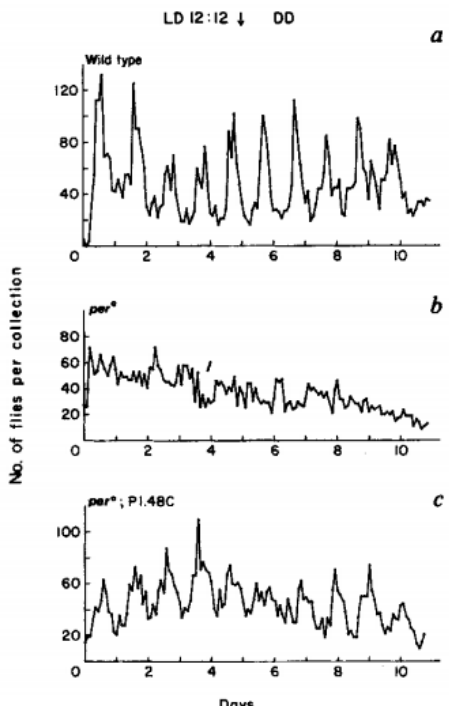 LD 12:12 ↓ DD
a
Wild type
120
80
40
0
0 2 4 6 8 10
b
per°
80
60
40
20
0 2 4 6 8 10
c
per°; P1.48C
100
60
20
0 2 4 6 8 10
No. of flies per collection
Days